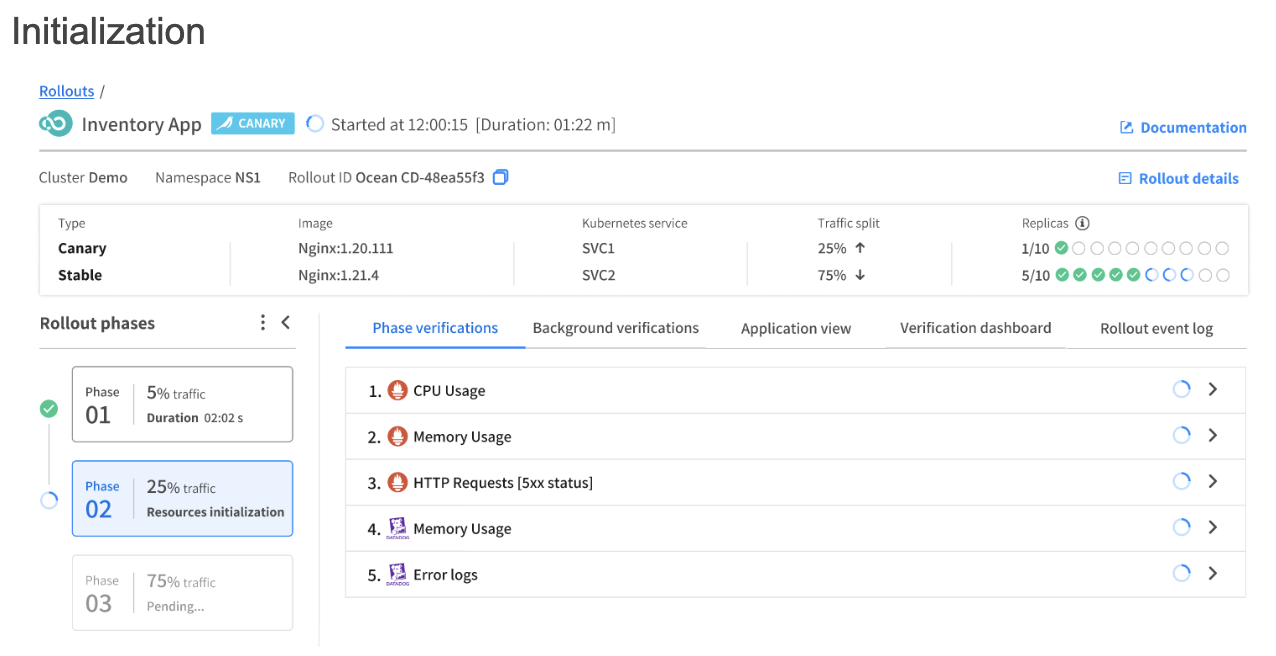 Initialization
Rollouts /
Inventory App CANARY Started at 12:00:15 [Duration: 01:22 m]
Documentation
Cluster Demo Namespace NS1 Rollout ID Ocean CD-48ea55f3
Rollout details
Type Image Kubernetes service Traffic split Replicas
Canary Nginx:1.20.111 SVC1 25% ↑ 1/10
Stable Nginx:1.21.4 SVC2 75% ↓ 5/10
Rollout phases
Phase verifications Background verifications Application view Verification dashboard Rollout event log
Phase 01
5% traffic
Duration 02:02 s
Phase 02
25% traffic
Resources initialization
Phase 03
75% traffic
Pending...
1. CPU Usage
2. Memory Usage
3. HTTP Requests [5xx status]
4. DATADOG Memory Usage
5. DATADOG Error logs